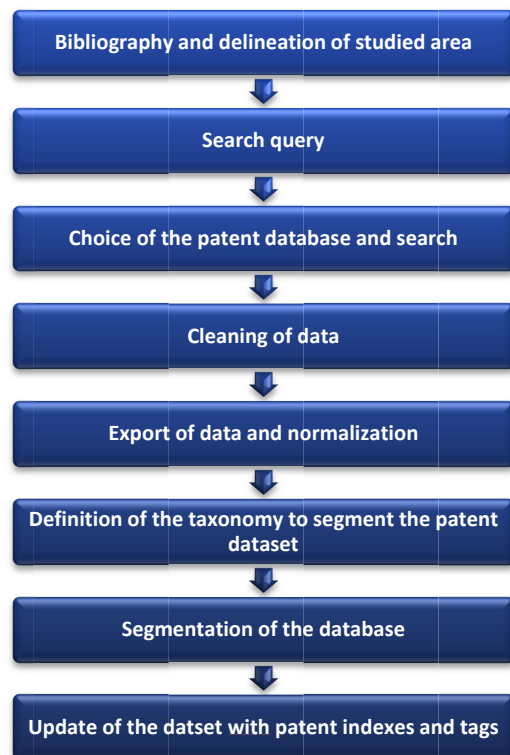 Bibliography and delineation of studied area
Search query
Choice of the patent database and search
Cleaning of data
Export of data and normalization
Definition of the taxonomy to segment the patent
dataset
Segmentation of the database
Update of the datset with patent indexes and tags